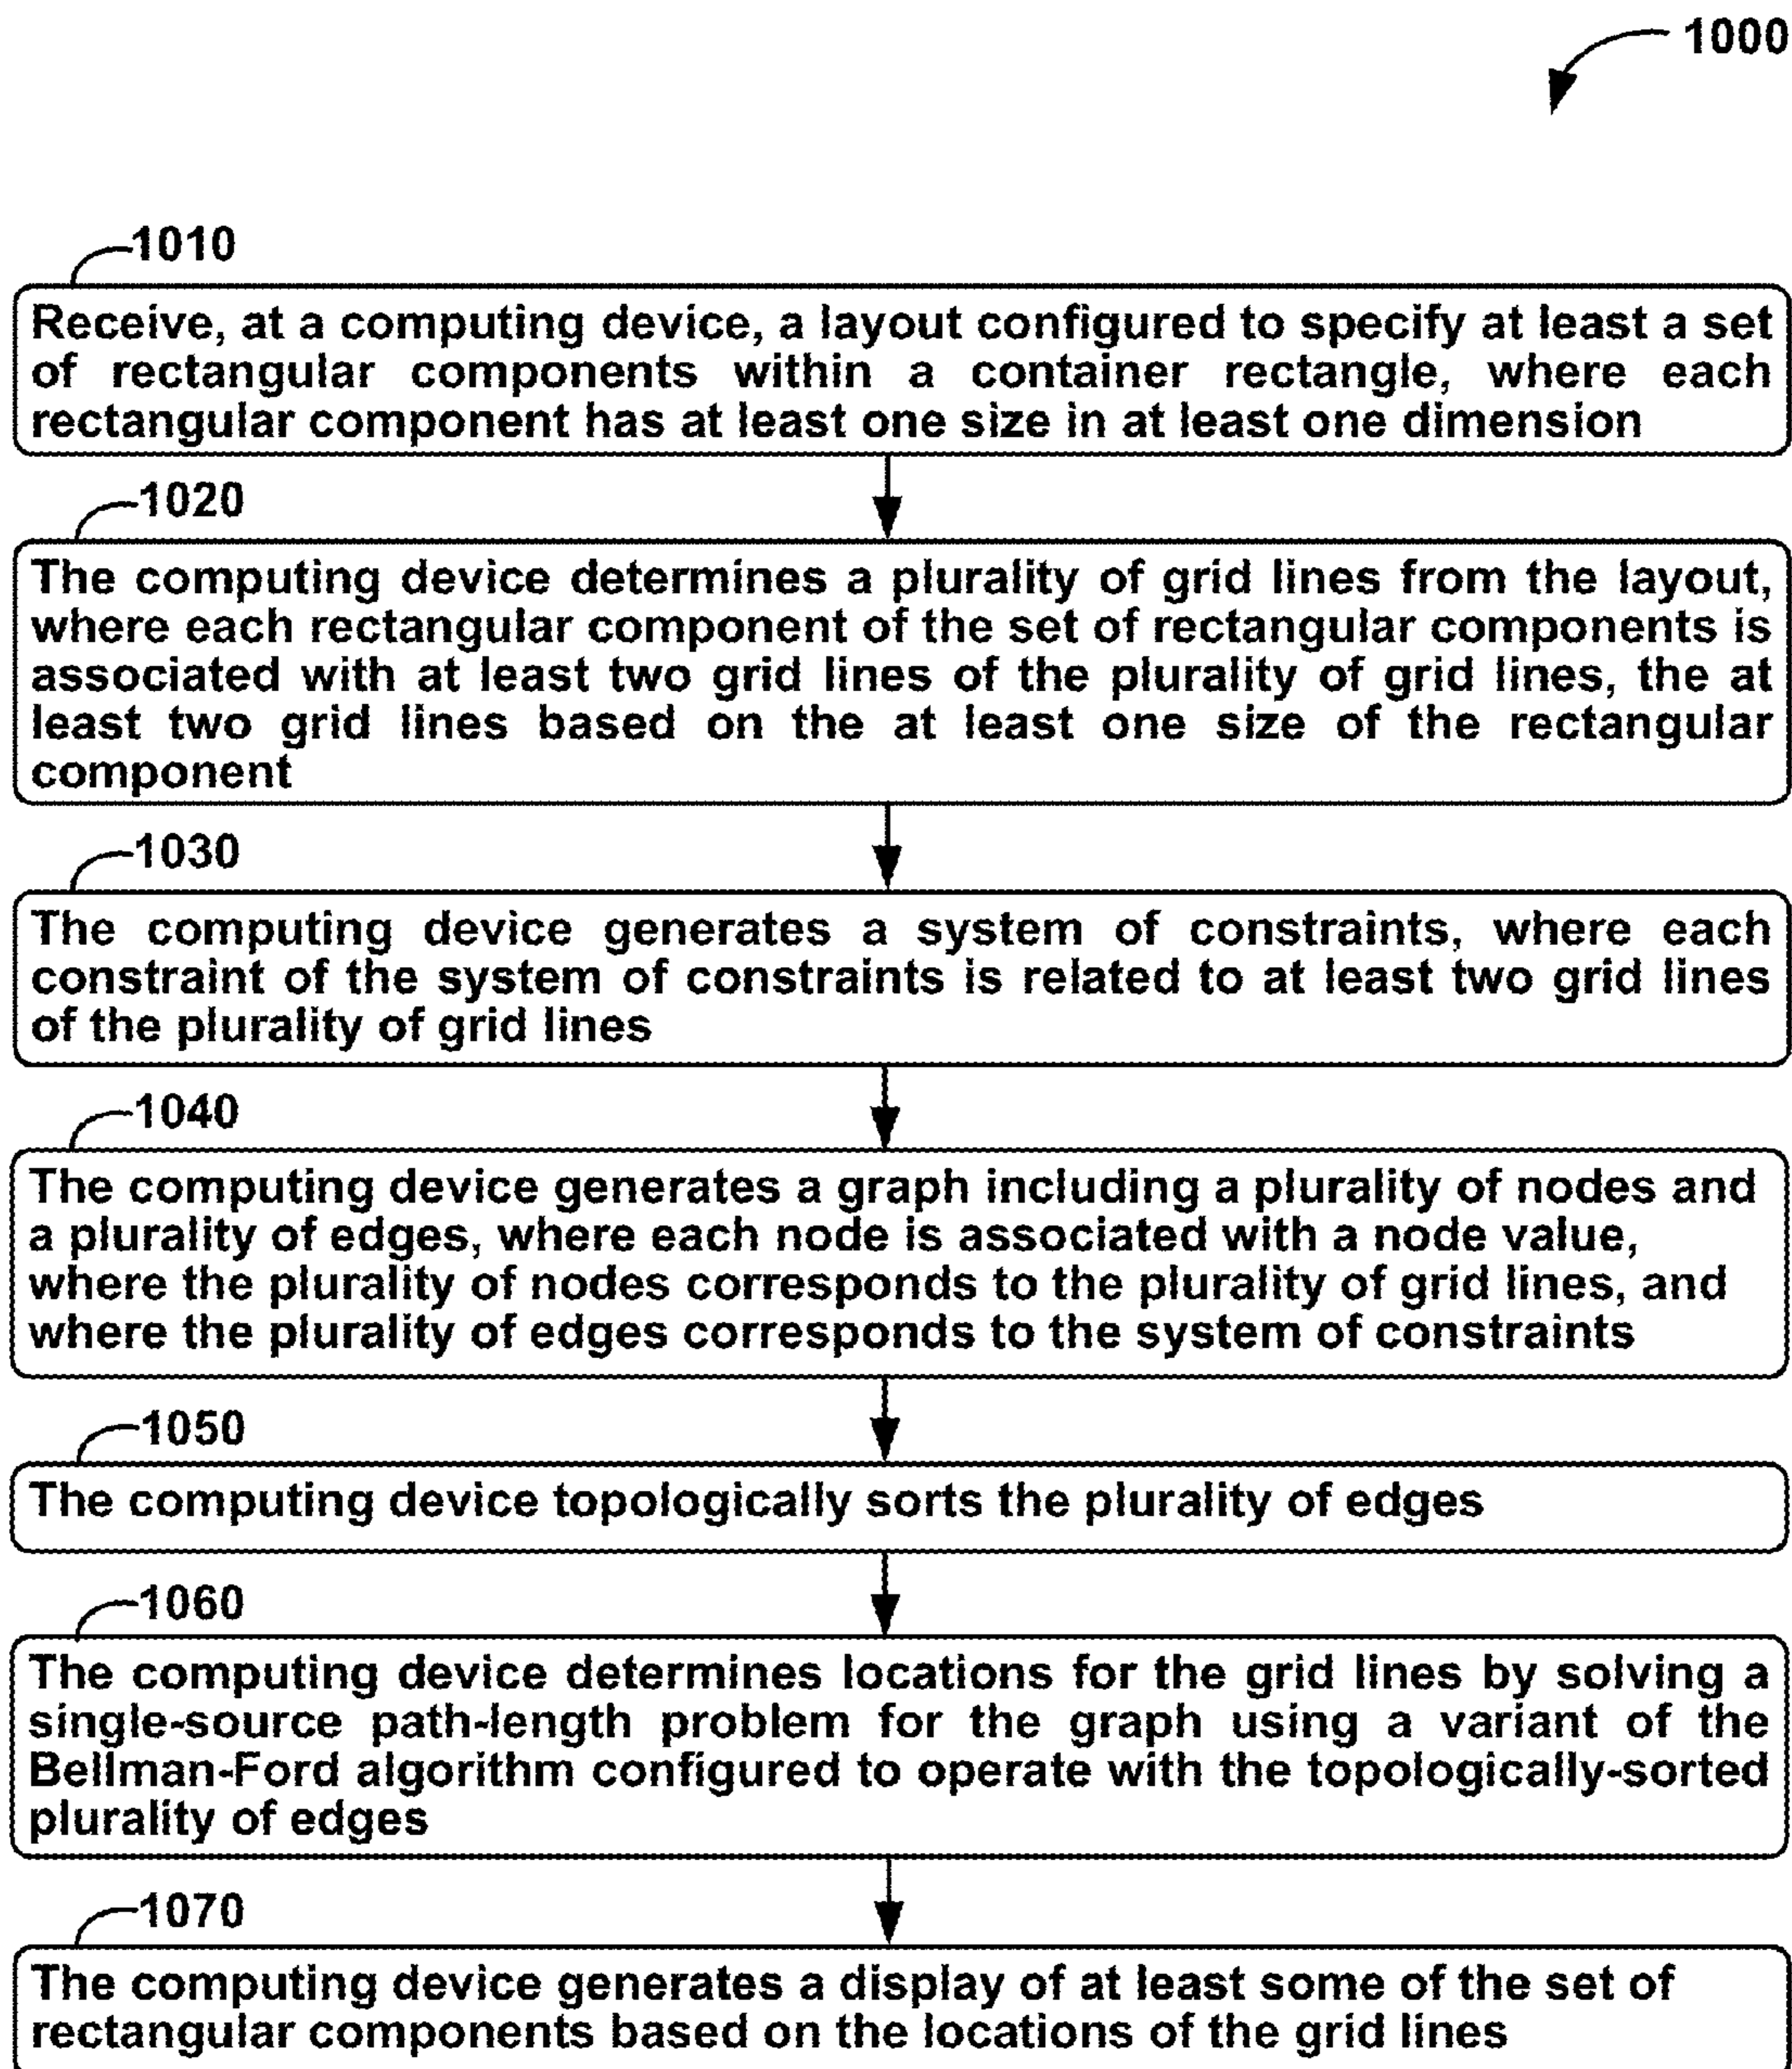 1000
1010
Receive, at a computing device, a layout configured to specify at least a set
of rectangular components within a container rectangle, where each
rectangular component has at least one size in at least one dimension
1020
The computing device determines a plurality of grid lines from the layout,
where each rectangular component of the set of rectangular components is
associated with at least two grid lines of the plurality of grid lines, the at
least two grid lines based on the at least one size of the rectangular
component
1030
The computing device generates a system of constraints, where each
constraint of the system of constraints is related to at least two grid lines
of the plurality of grid lines
1040
The computing device generates a graph including a plurality of nodes and
a plurality of edges, where each node is associated with a node value,
where the plurality of nodes corresponds to the plurality of grid lines, and
where the plurality of edges corresponds to the system of constraints
1050
The computing device topologically sorts the plurality of edges
1060
The computing device determines locations for the grid lines by solving a
single-source path-length problem for the graph using a variant of the
Bellman-Ford algorithm configured to operate with the topologically-sorted
plurality of edges
1070
The computing device generates a display of at least some of the set of
rectangular components based on the locations of the grid lines